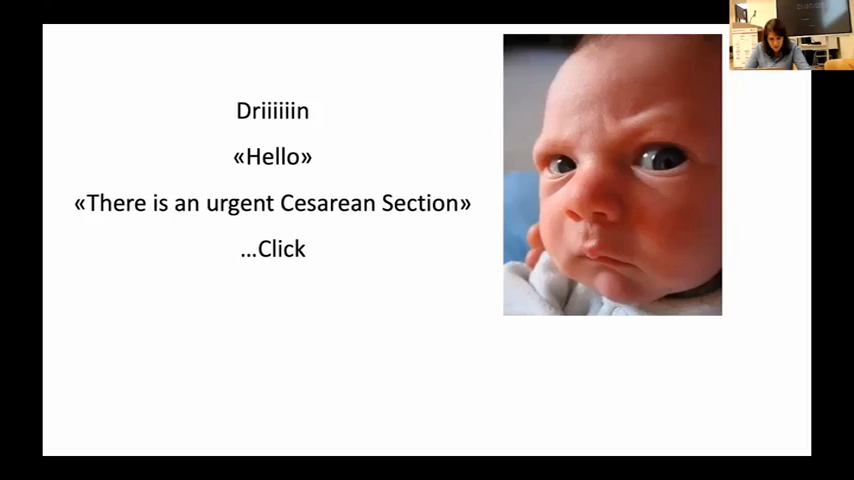 Driiiiiin
«Hello»
«There is an urgent Cesarean Section»
...Click